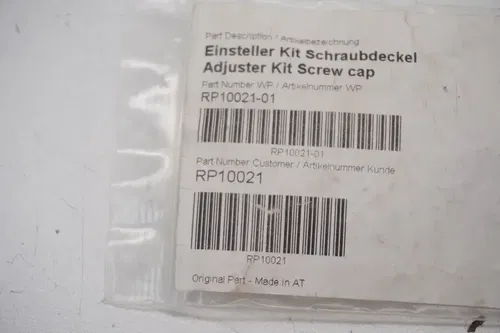 Part Description / Artikelbezeichnung
Einsteller Kit Schraubdeckel
Adjuster Kit Screw cap
Part Number WP / Artikelnummer WP
RP10021-01
RP10021-01
Part Number Customer / Artikelnummer Kunde
RP10021
RP10021
Original Part - Made in AT